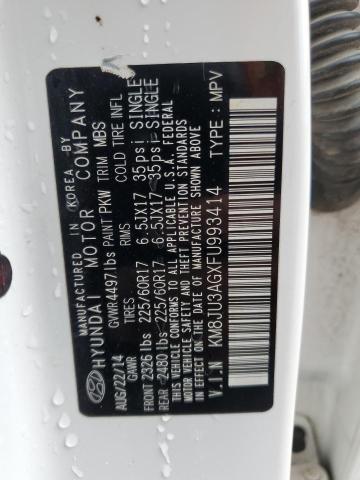 MANUFACTURED IN KOREA BY
HYUNDAI MOTOR COMPANY
AUG/22/14 GVWR 4497lbs PAINT PKW TRIM MBS
GAWR TIRES RIMS COLD TIRE INFL
FRONT 2326 lbs 225/60R17 6.5JX17 35psi SINGLE
REAR 2480 lbs 225/60R17 6.5JX17 35psi SINGLE
THIS VEHICLE CONFORMS TO ALL APPLICABLE U.S.A. FEDERAL
MOTOR VEHICLE SAFETY AND THEFT PREVENTION STANDARDS
IN EFFECT ON THE DATE OF MANUFACTURE SHOWN ABOVE.
V.I.N KM8JU3AGXFU993414 TYPE : MPV